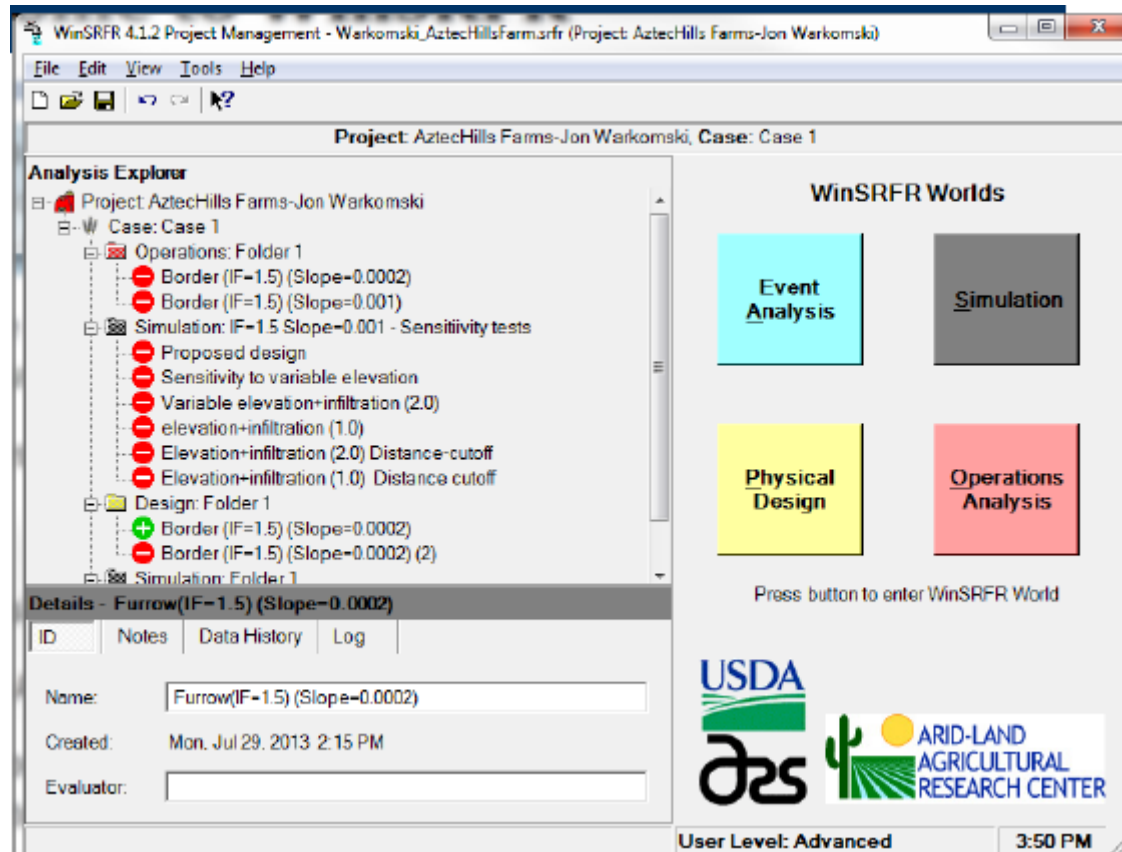 WinSRFR 4.1.2 Project Management - Warkomski_AztecHillsFarm.srfr (Project: AztecHills Farms-Jon Warkomski)
File Edit View Tools Help
Project: AztecHills Farms-Jon Warkomski, Case: Case 1
Analysis Explorer
Project: AztecHills Farms-Jon Warkomski
Case: Case 1
Operations: Folder 1
Border (IF=1.5) (Slope=0.0002)
Border (IF=1.5) (Slope=0.001)
Simulation: IF=1.5 Slope=0.001 - Sensitiivity tests
Proposed design
Sensitivity to variable elevation
Variable elevation+infiltration (2.0)
elevation+infiltration (1.0)
Elevation+infiltration (2.0) Distance-cutoff
Elevation+infiltration (1.0) Distance cutoff
Design: Folder 1
Border (IF=1.5) (Slope=0.0002)
Border (IF=1.5) (Slope=0.0002) (2)
Simulation: Folder 1
Details - Furrow(IF=1.5) (Slope=0.0002)
ID Notes Data History Log
Name: Furrow(IF=1.5) (Slope=0.0002)
Created: Mon, Jul 29, 2013 2:15 PM
Evaluator:
WinSRFR Worlds
Event
Analysis
Simulation
Physical
Design
Operations
Analysis
Press button to enter WinSRFR World
USDA
ars
ARID-LAND
AGRICULTURAL
RESEARCH CENTER
User Level: Advanced 3:50 PM